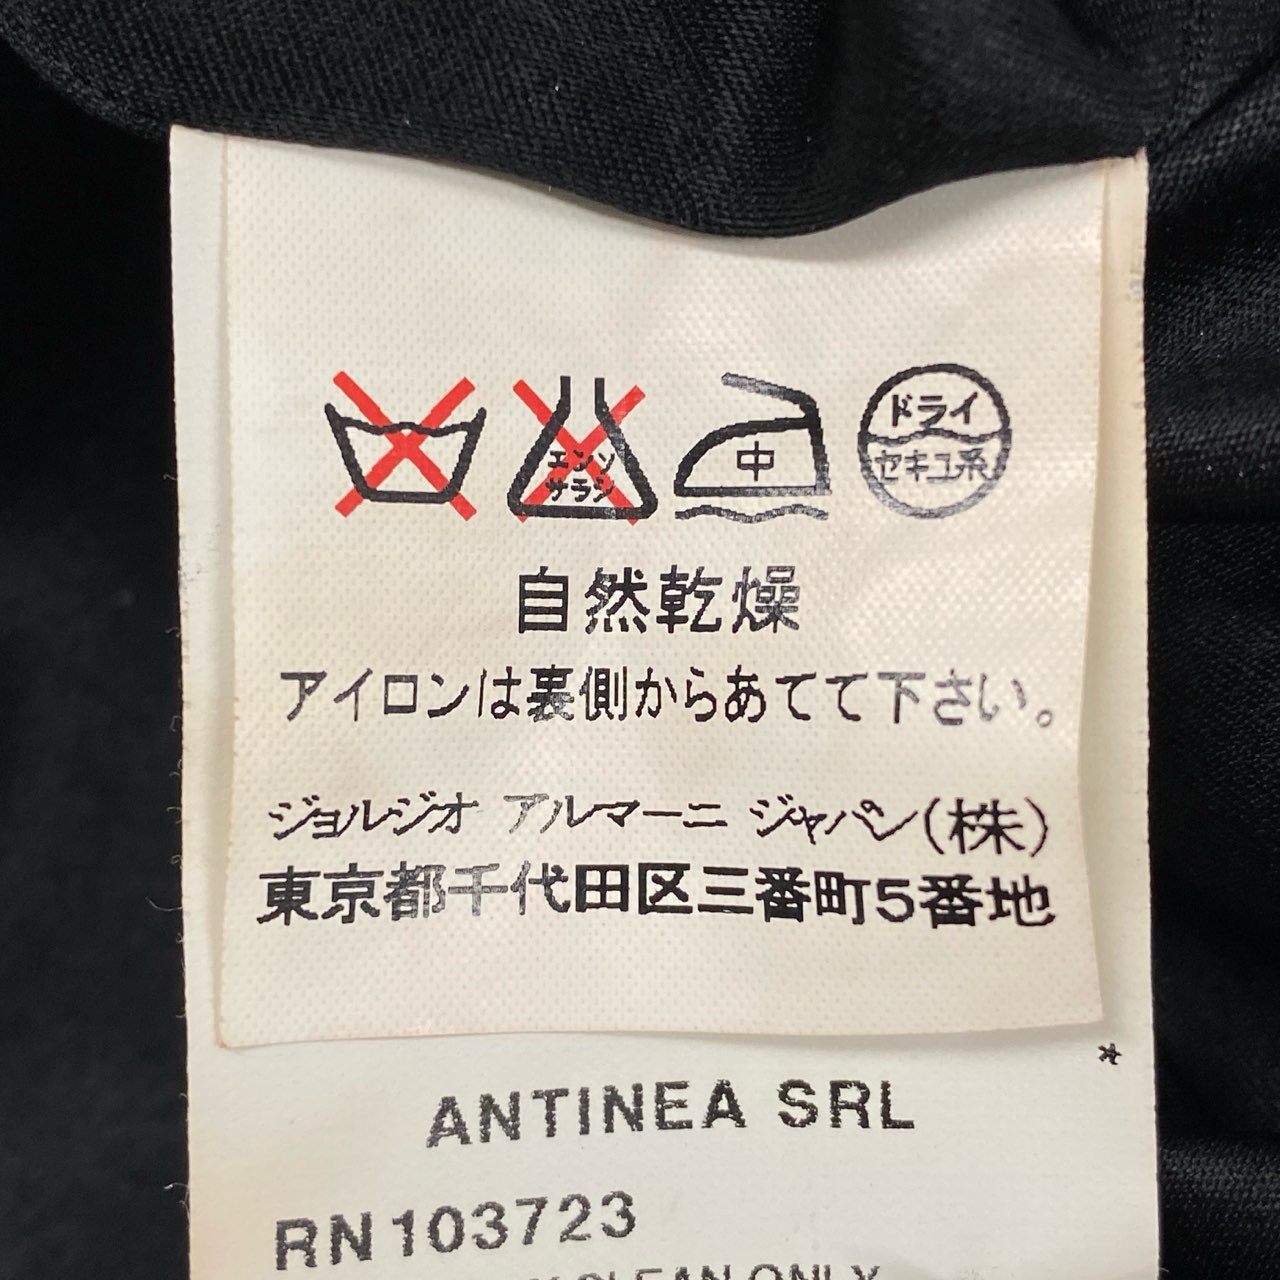 エンソ
サラシ
中
ドライ
セキユ系
自然乾燥
アイロンは裏側からあてて下さい。
ジョルジオ アルマーニ ジャパン(株)
東京都千代田区三番町5番地
*
ANTINEA SRL
RN103723
CLEAN ONLY